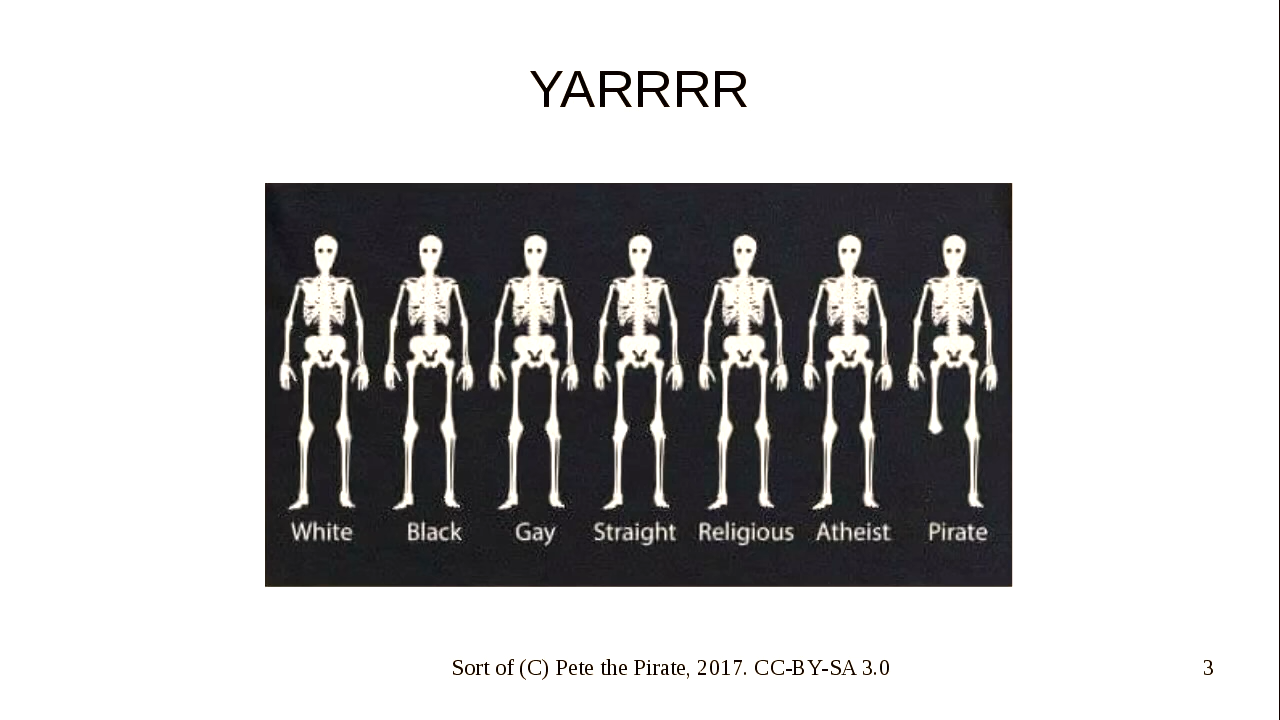 YARRRR
White Black Gay Straight Religious Atheist Pirate
Sort of (C) Pete the Pirate, 2017. CC-BY-SA 3.0 3